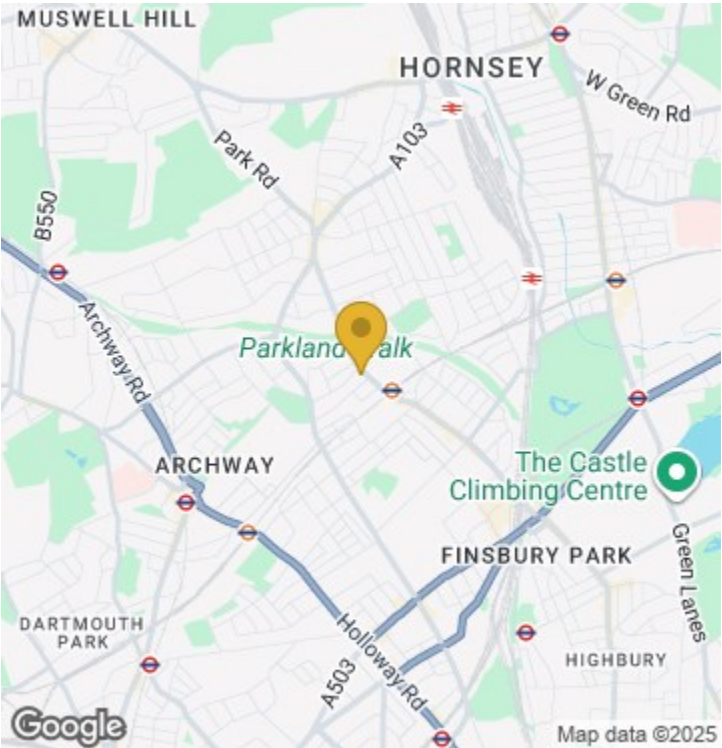 MUSWELL HILL
HORNSEY
W Green Rd
A103
Park Rd
B550
Archway Rd
Parkland Walk
ARCHWAY
The Castle
Climbing Centre
FINSBURY PARK
Green Lanes
DARTMOUTH
PARK
Holloway Rd
A503
HIGHBURY
Google
Map data ©2025